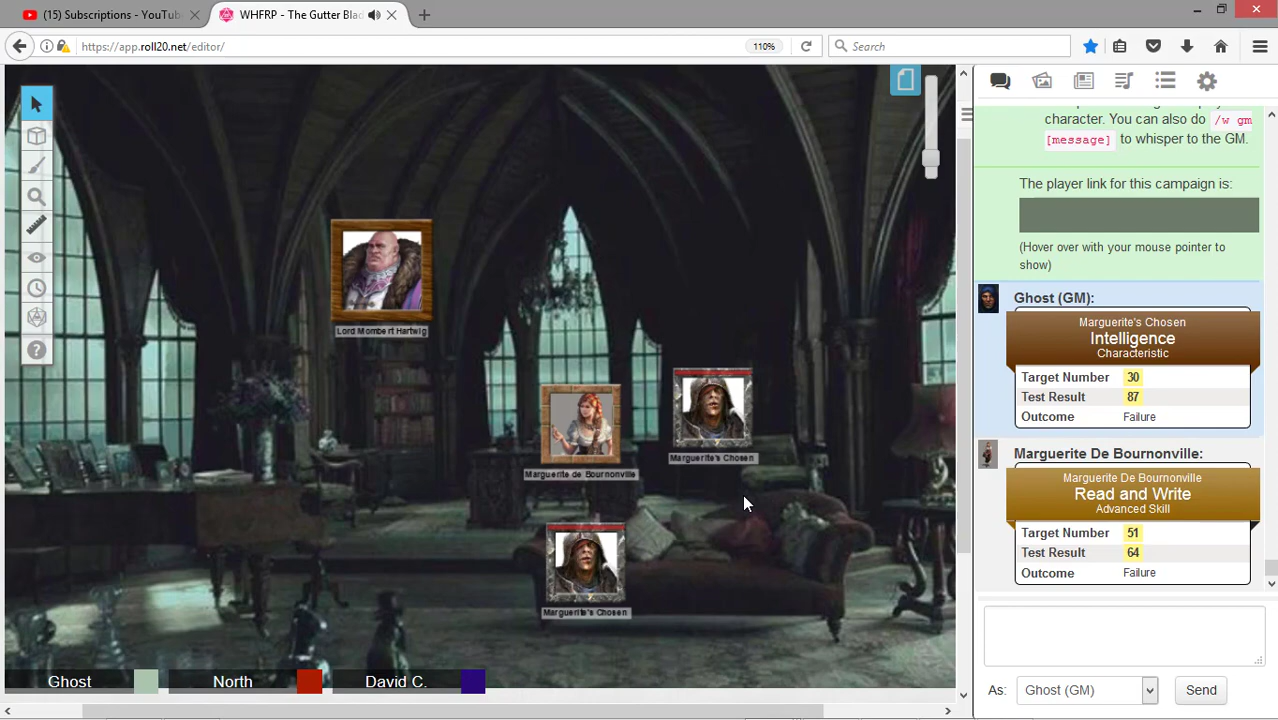 (15) Subscriptions - YouTub
WHFRP - The Gutter Bla
https://app.roll20.net/editor/
110%
Search
character. You can also do /w gm
[message] to whisper to the GM.
The player link for this campaign is:
(Hover over with your mouse pointer to
show)
Ghost (GM):
Marguerite's Chosen
Intelligence
Characteristic
Target Number 30
Test Result 87
Outcome Failure
Marguerite De Bournonville:
Marguerite De Bournonville
Read and Write
Advanced Skill
Target Number 51
Test Result 64
Outcome Failure
As: Ghost (GM) Send
Lord Mombert Hartwig
Marguerite's Chosen
Marguerite de Bournonville
Marguerite's Chosen
Ghost
North
David C.